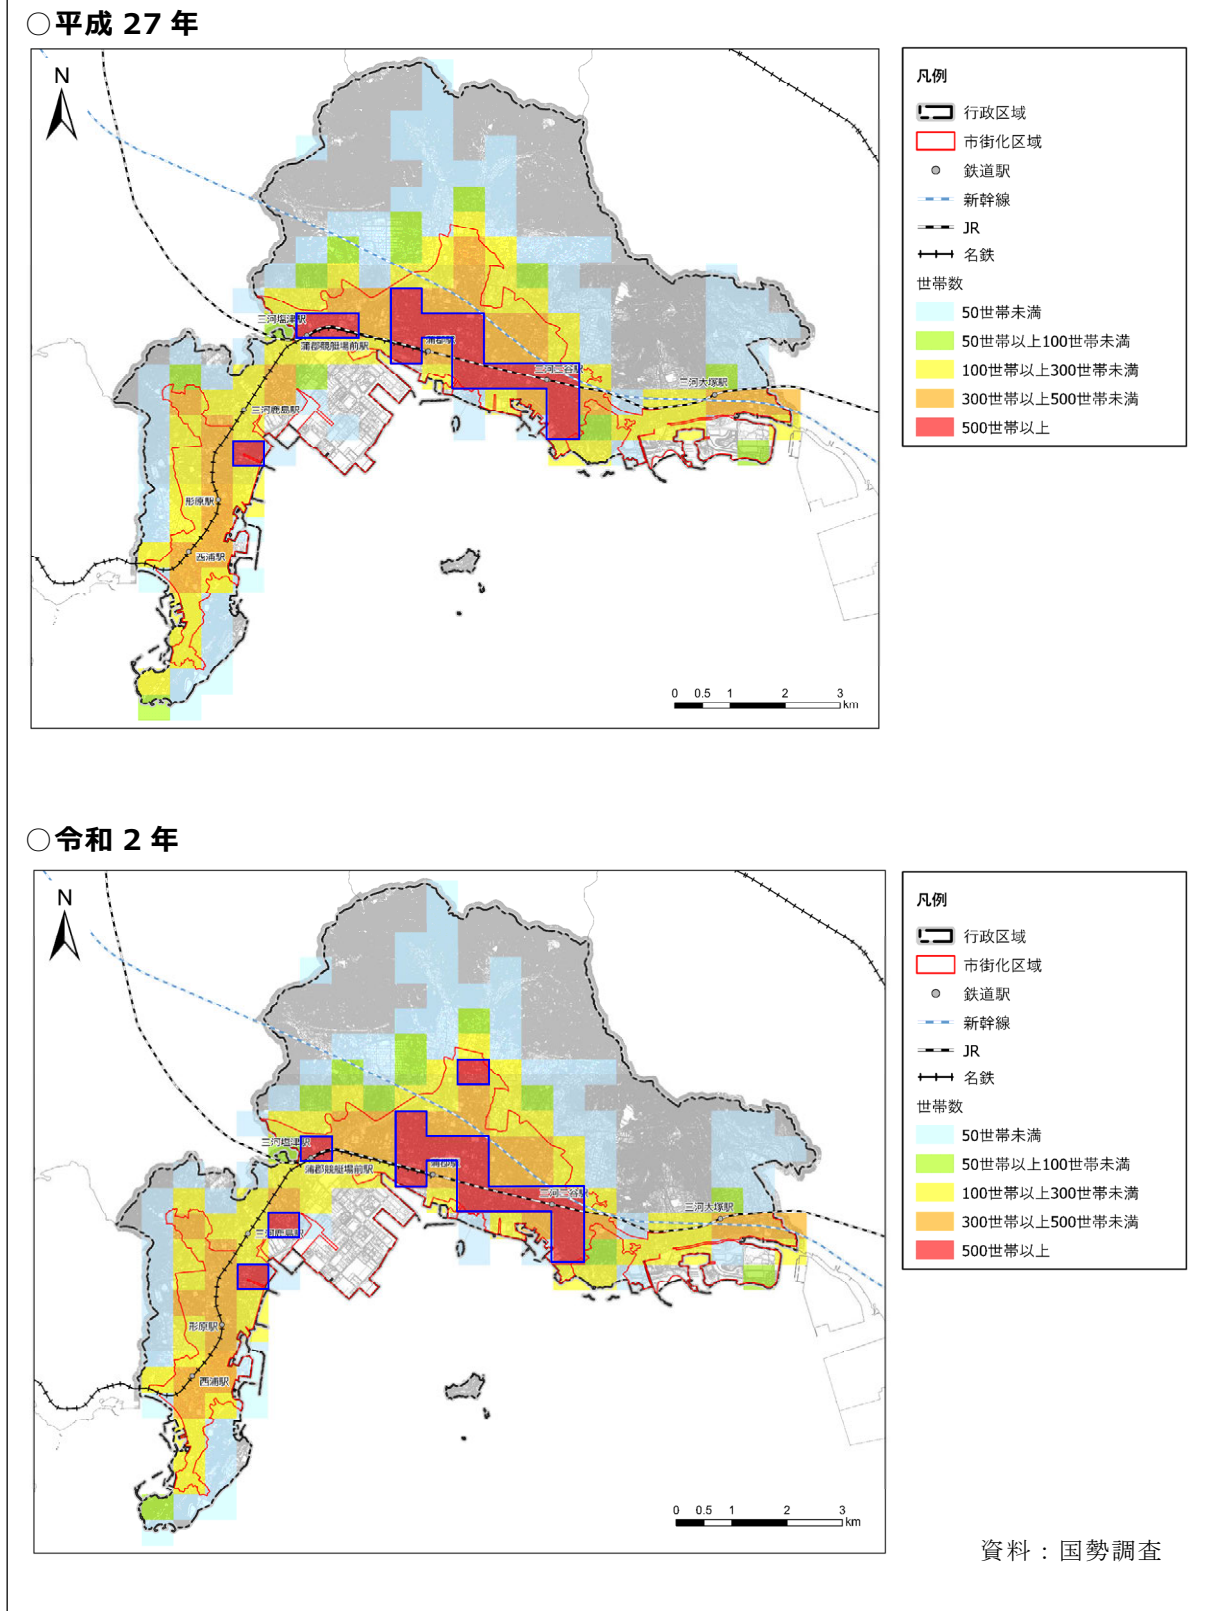 ○平成 27 年
N
三河塩津駅
蒲郡競艇場前駅
蒲郡駅
三河三谷駅
三河大塚駅
三河鹿島駅
形原駅
西浦駅
0 0.5 1 2 3
km
凡例
行政区域
市街化区域
鉄道駅
新幹線
JR
名鉄
世帯数
50世帯未満
50世帯以上100世帯未満
100世帯以上300世帯未満
300世帯以上500世帯未満
500世帯以上
○令和 2 年
N
三河塩津駅
蒲郡競艇場前駅
蒲郡駅
三河三谷駅
三河大塚駅
三河鹿島駅
形原駅
西浦駅
0 0.5 1 2 3
km
凡例
行政区域
市街化区域
鉄道駅
新幹線
JR
名鉄
世帯数
50世帯未満
50世帯以上100世帯未満
100世帯以上300世帯未満
300世帯以上500世帯未満
500世帯以上
資料：国勢調査